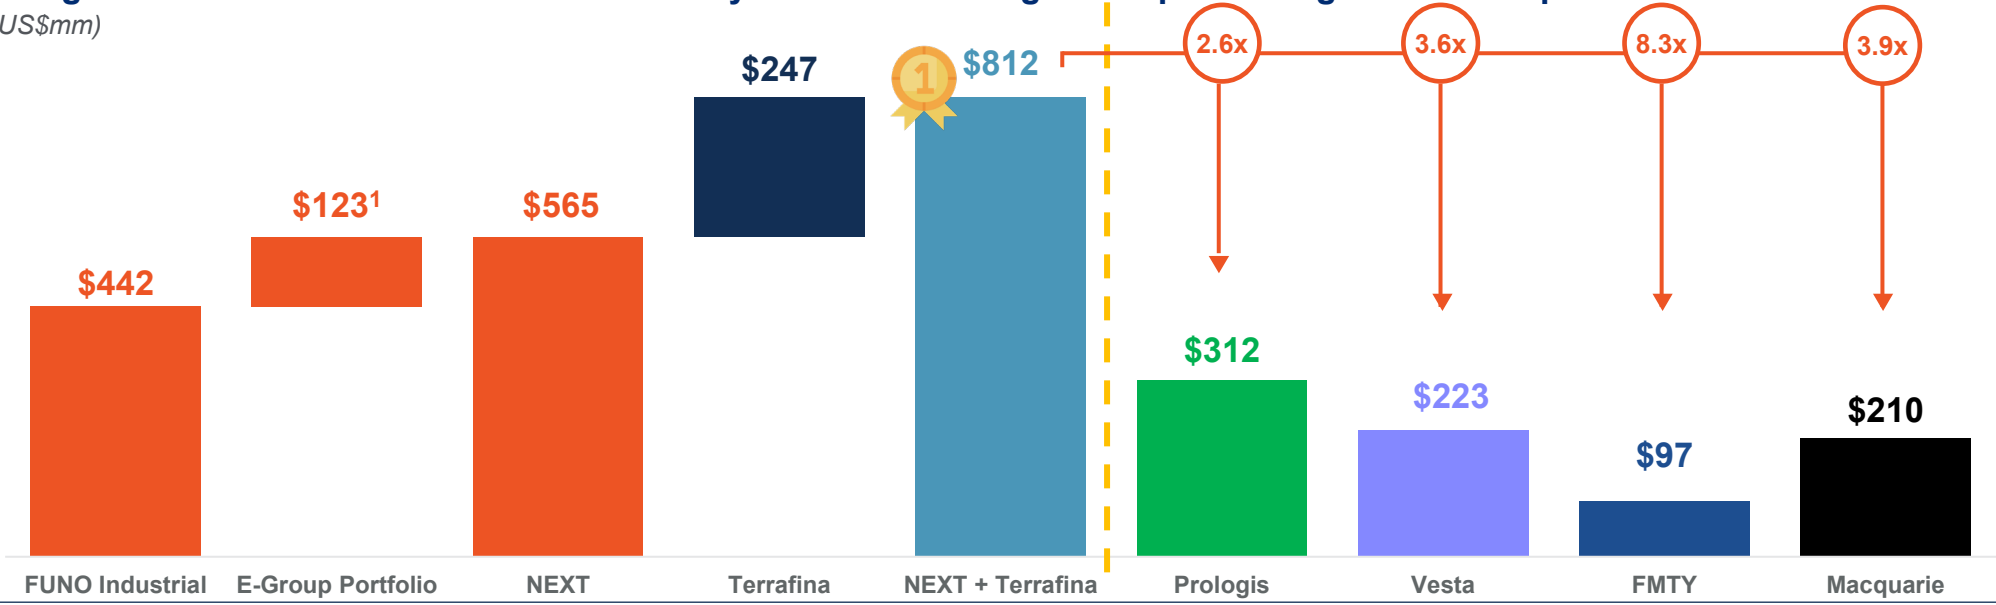 US$mm)
$442
$123¹
$565
$247
1
$812
2.6x
3.6x
8.3x
3.9x
$312
$223
$97
$210
FUNO Industrial
E-Group Portfolio
NEXT
Terrafina
NEXT + Terrafina
Prologis
Vesta
FMTY
Macquarie